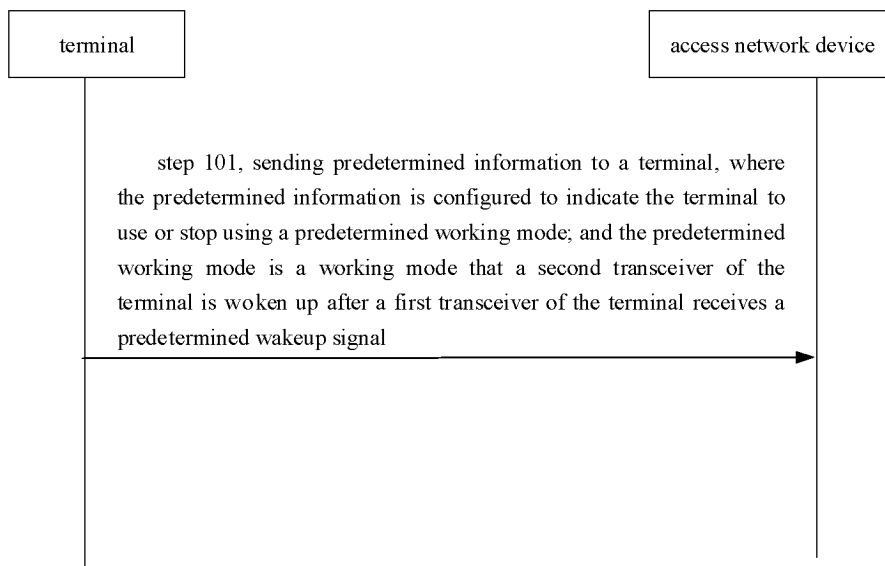 terminal
access network device
step 101, sending predetermined information to a terminal, where
the predetermined information is configured to indicate the terminal to
use or stop using a predetermined working mode; and the predetermined
working mode is a working mode that a second transceiver of the
terminal is woken up after a first transceiver of the terminal receives a
predetermined wakeup signal